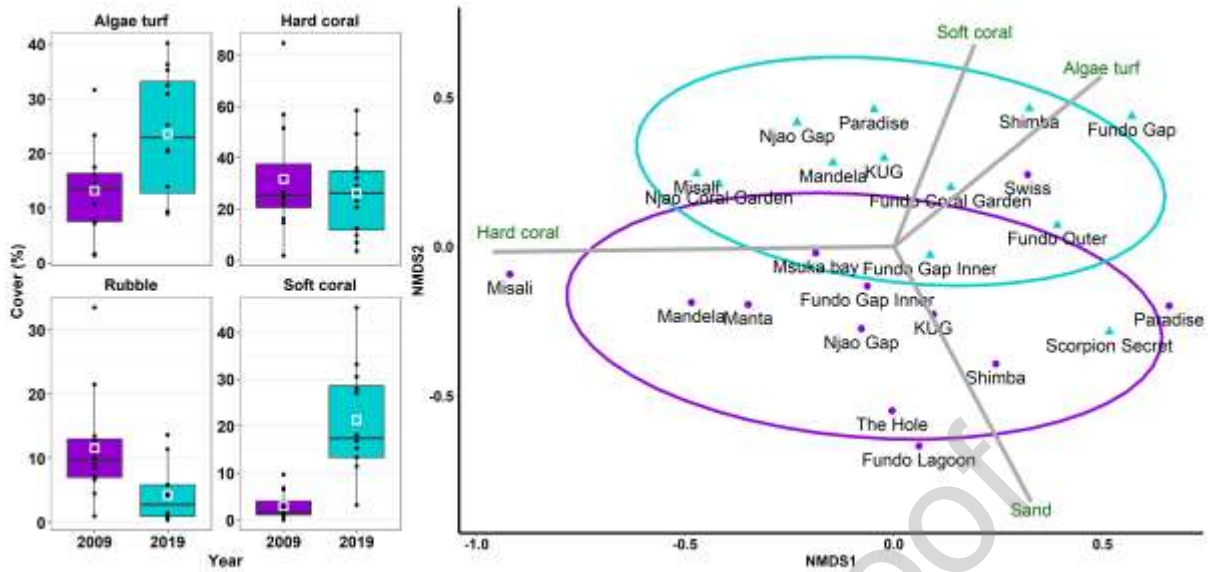 Algae turf
Hard coral
40
30
20
10
0
80
60
40
20
0
Rubble
Soft coral
30
20
10
0
40
30
20
10
0
Cover (%)
2009
2019
2009
2019
Year
Soft coral
Algae turf
0.5
Paradise
Shimba
Fundo Gap
Njao Gap
Mandela
KUG
Misali
Swiss
Njao Coral Garden
Fundo Coral Garden
Hard coral
Fundo Outer
0.0
Msuka bay
Fundo Gap Inner
Misali
Fundo Gap Inner
Mandela
Manta
KUG
Paradise
Njao Gap
Scorpion Secret
Shimba
-0.5
The Hole
Fundo Lagoon
Sand
NMDS2
-1.0
-0.5
0.0
0.5
NMDS1